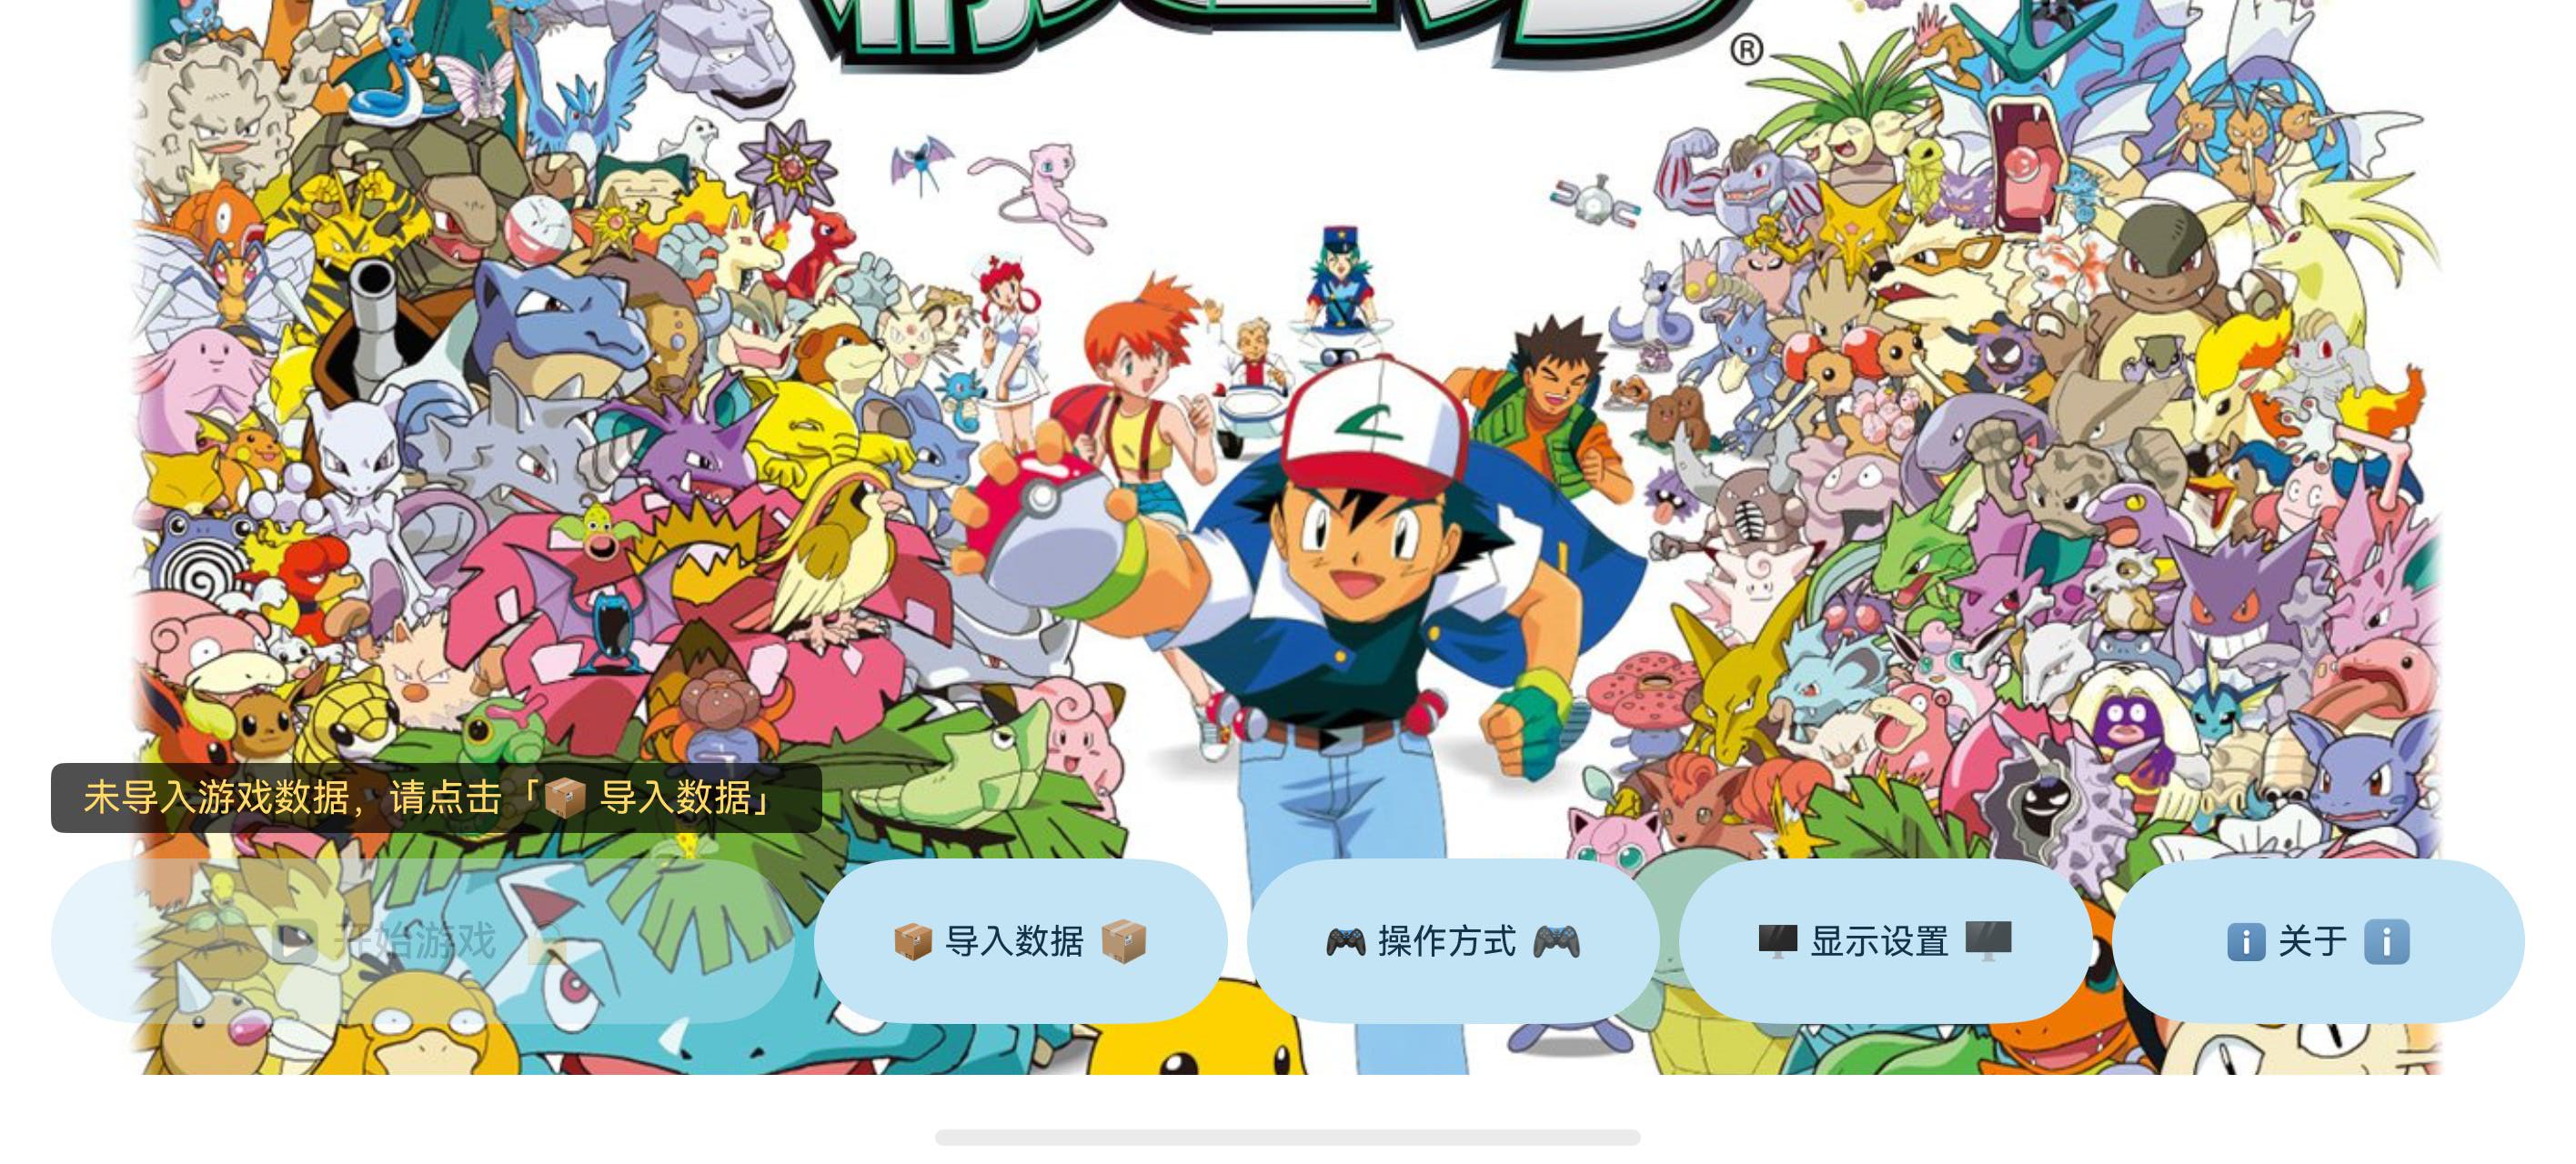 ®
未导入游戏数据，请点击「📦 导入数据」
▶ 开始游戏
📦 导入数据 📦
🎮 操作方式 🎮
🖥 显示设置 🖥
ℹ 关于 ℹ